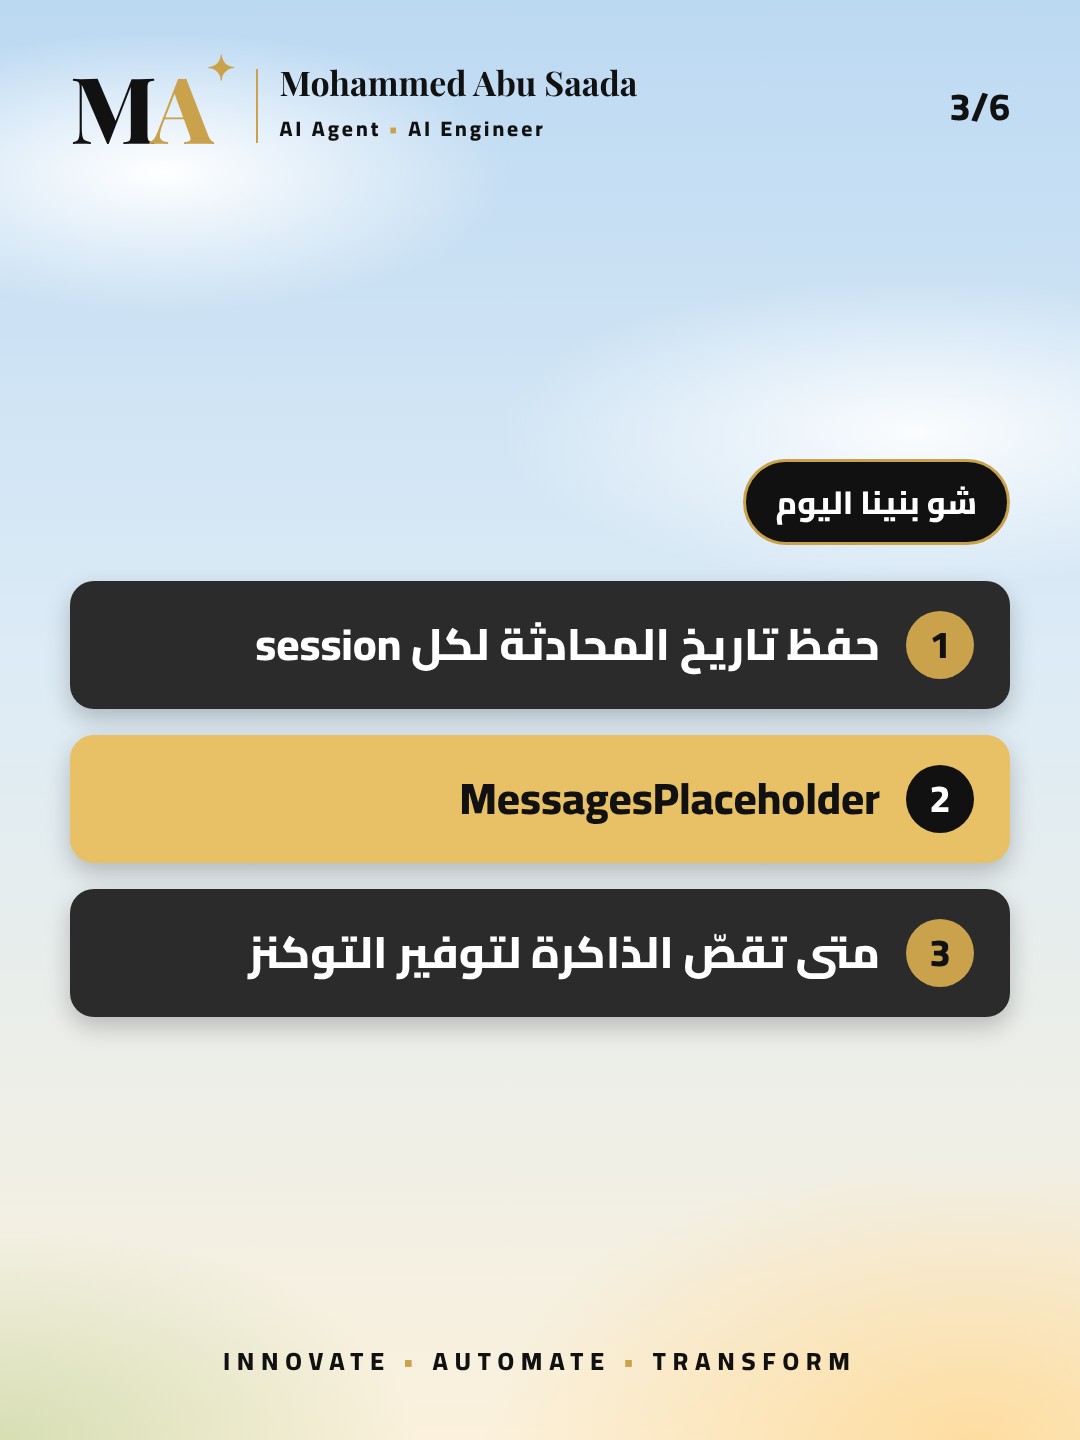 MA
Mohammed Abu Saada
AI Agent ▪ AI Engineer
3/6
شو بنينا اليوم
1 حفظ تاريخ المحادثة لكل session
2 MessagesPlaceholder
3 متى تقصّ الذاكرة لتوفير التوكنز
INNOVATE ▪ AUTOMATE ▪ TRANSFORM